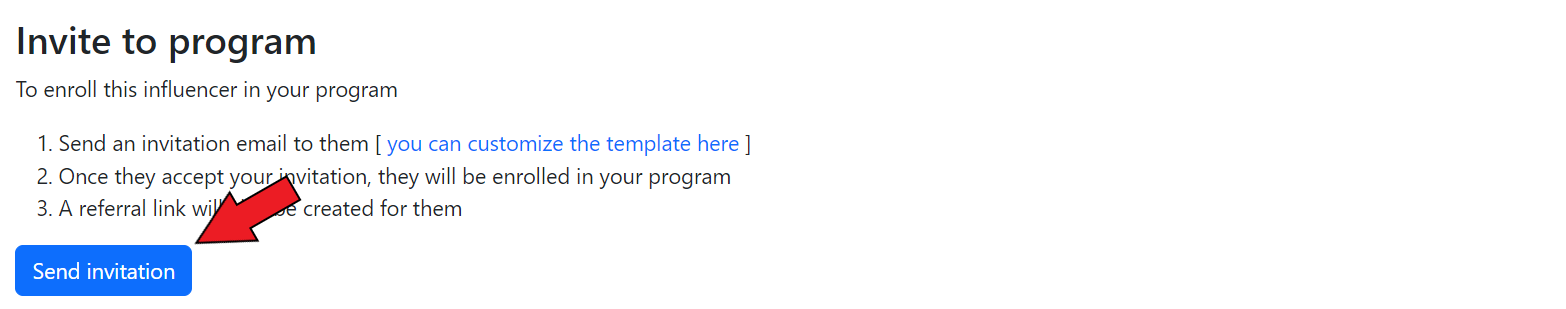 Invite to program
To enroll this influencer in your program
1. Send an invitation email to them [ you can customize the template here ]
2. Once they accept your invitation, they will be enrolled in your program
3. A referral link will be created for them
Send invitation